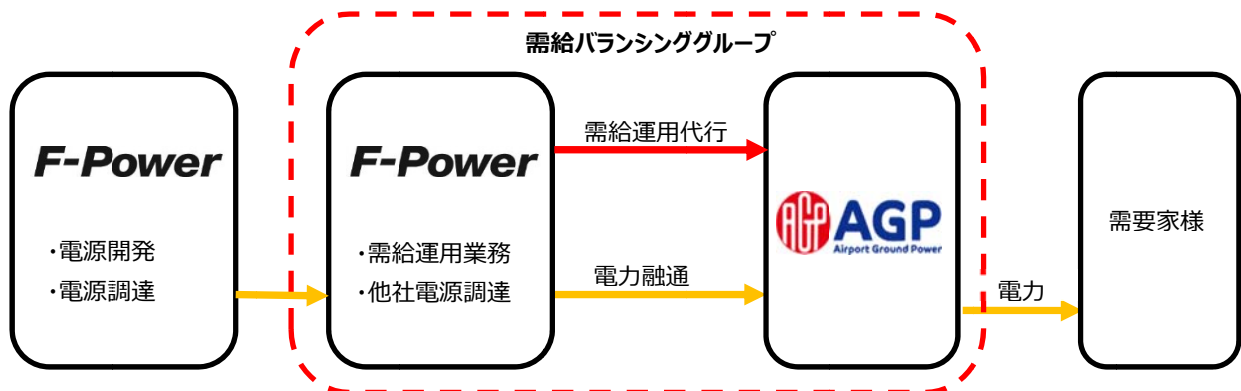 需給バランシンググループ
F-Power
・電源開発
・電源調達
F-Power
・需給運用業務
・他社電源調達
需給運用代行
電力融通
AGP AGP
Airport Ground Power
電力
需要家様